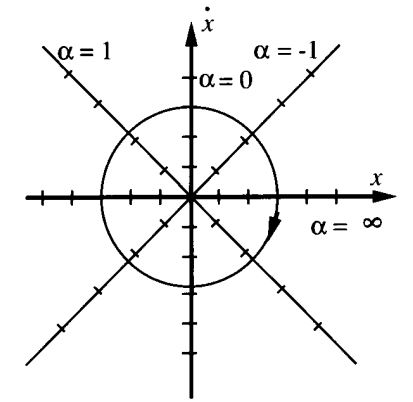 ẋ
α = 1
α = -1
α = 0
x
α = ∞